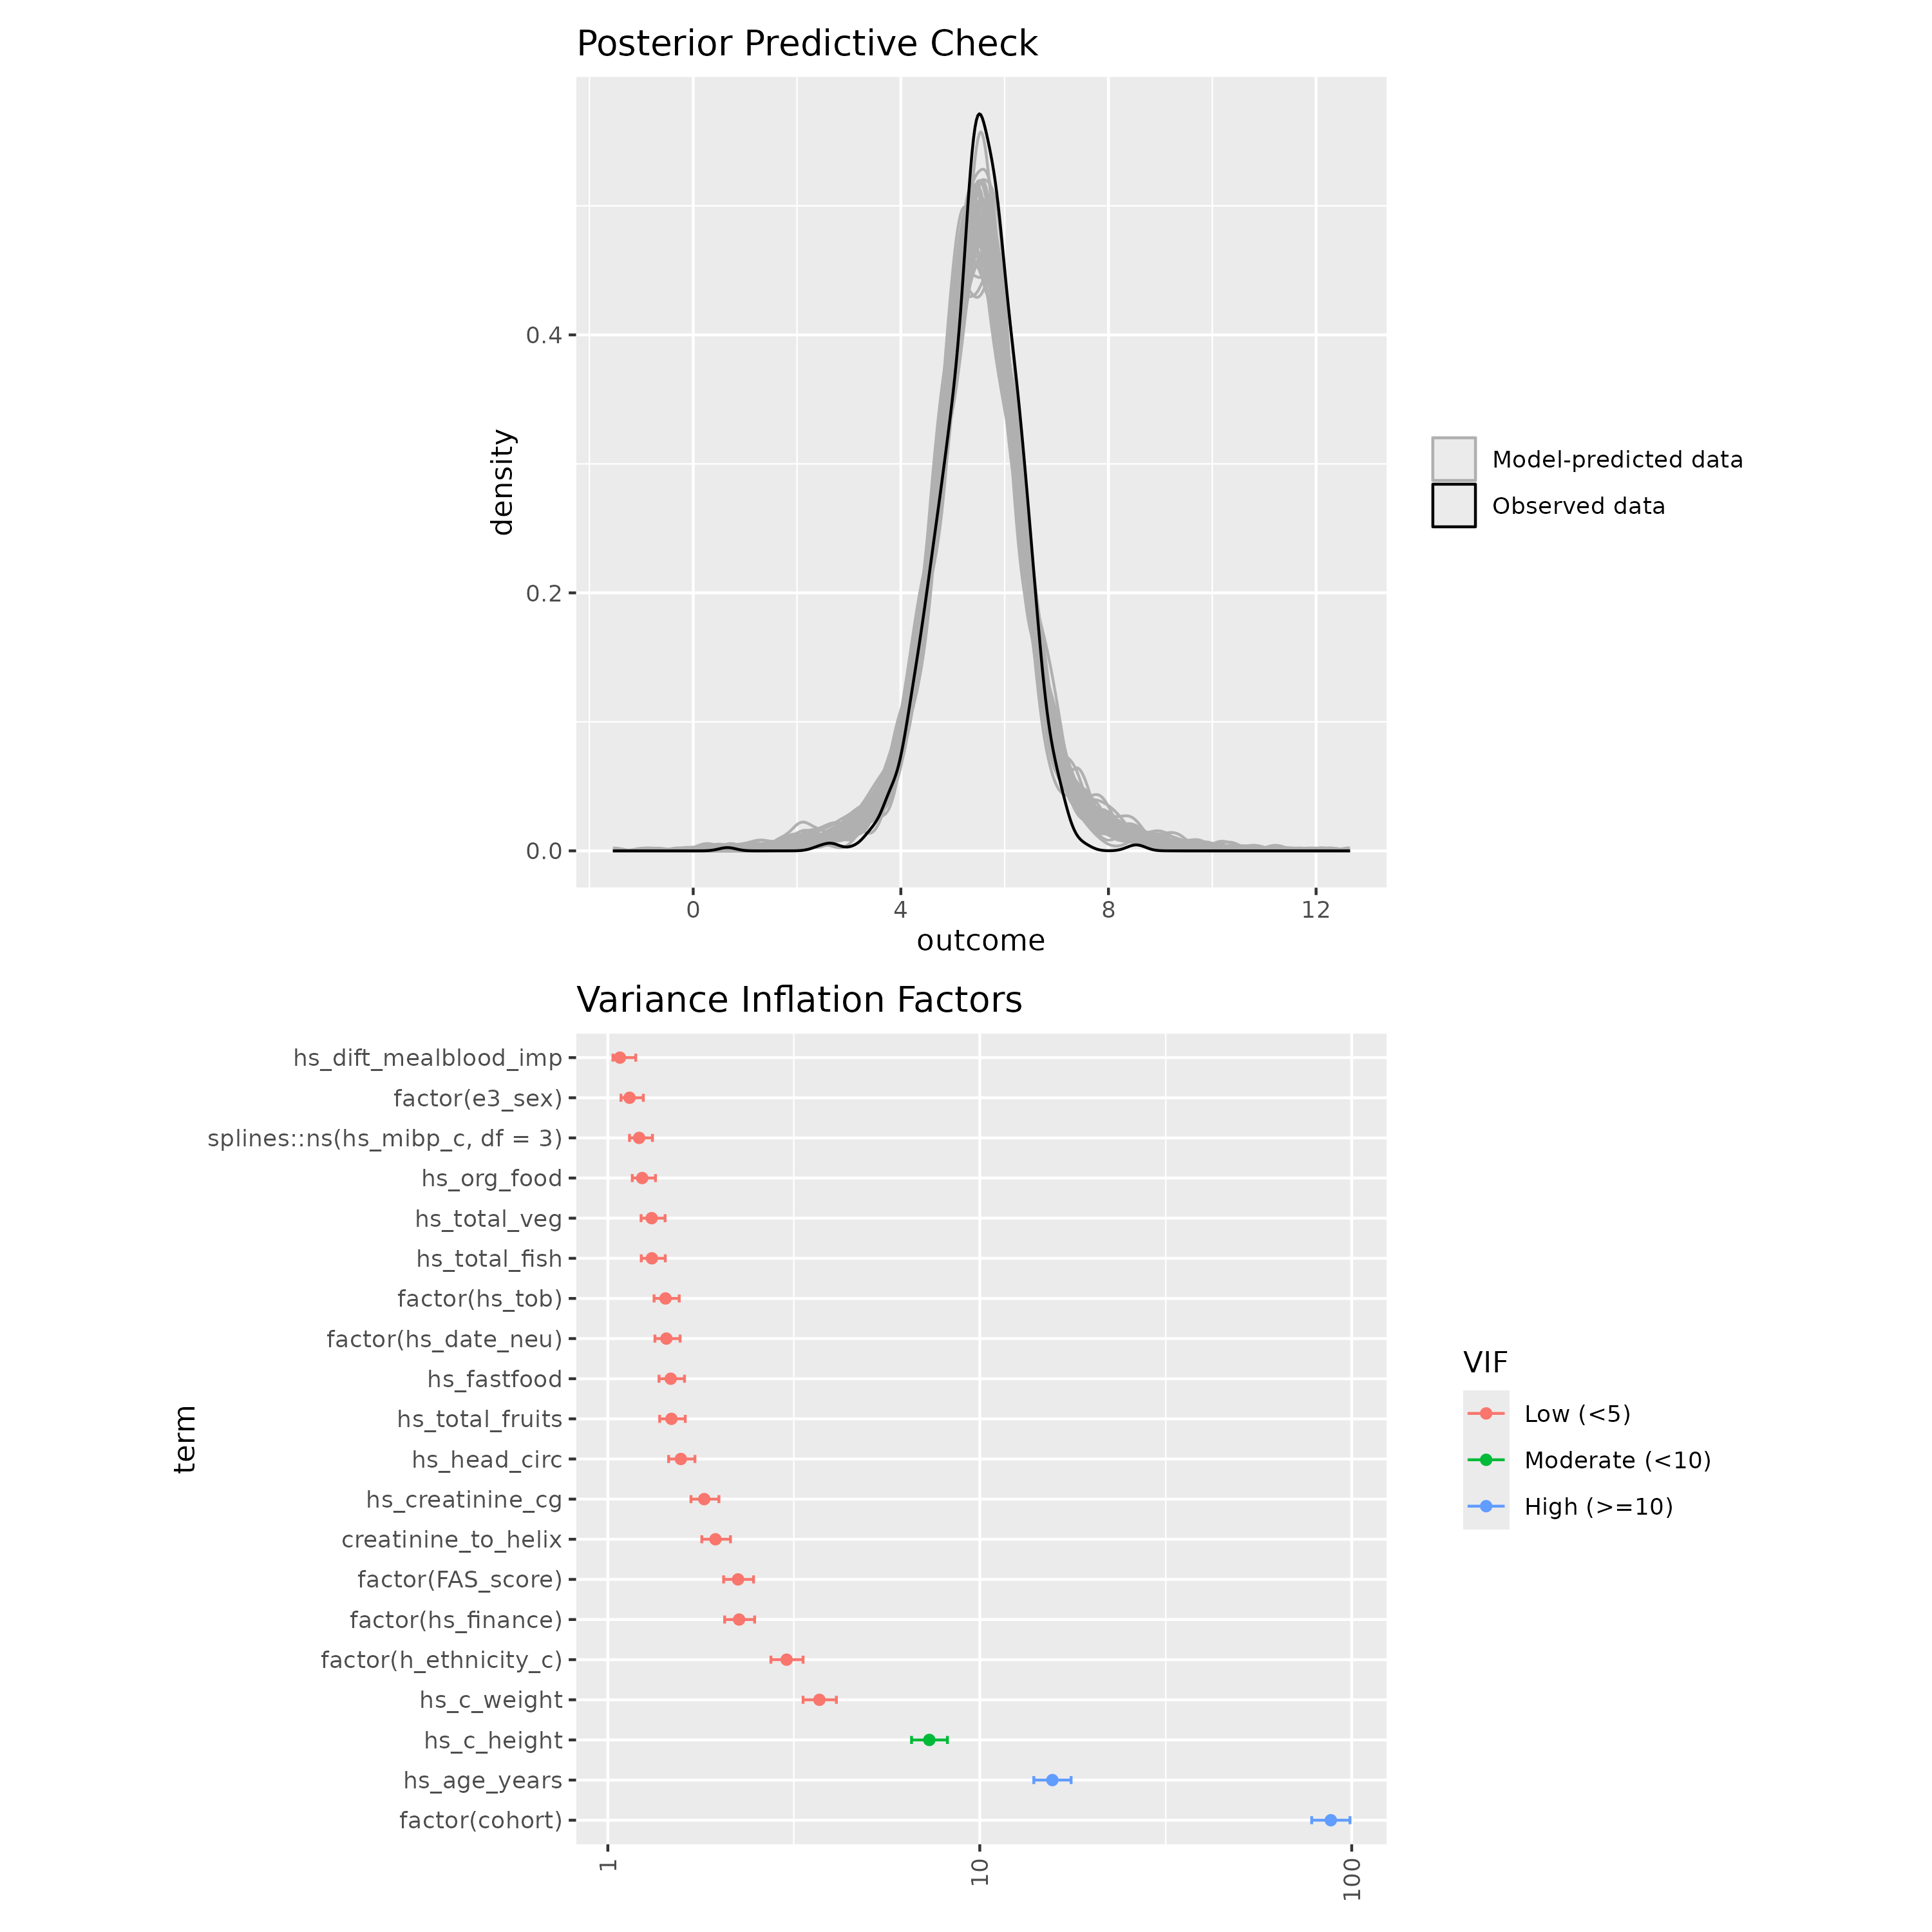 Posterior Predictive Check
density
0.4
0.2
0.0
0 4 8 12
outcome
Model-predicted data
Observed data
Variance Inflation Factors
term
hs_dift_mealblood_imp
factor(e3_sex)
splines::ns(hs_mibp_c, df = 3)
hs_org_food
hs_total_veg
hs_total_fish
factor(hs_tob)
factor(hs_date_neu)
hs_fastfood
hs_total_fruits
hs_head_circ
hs_creatinine_cg
creatinine_to_helix
factor(FAS_score)
factor(hs_finance)
factor(h_ethnicity_c)
hs_c_weight
hs_c_height
hs_age_years
factor(cohort)
1 10 100
VIF
Low (<5)
Moderate (<10)
High (>=10)